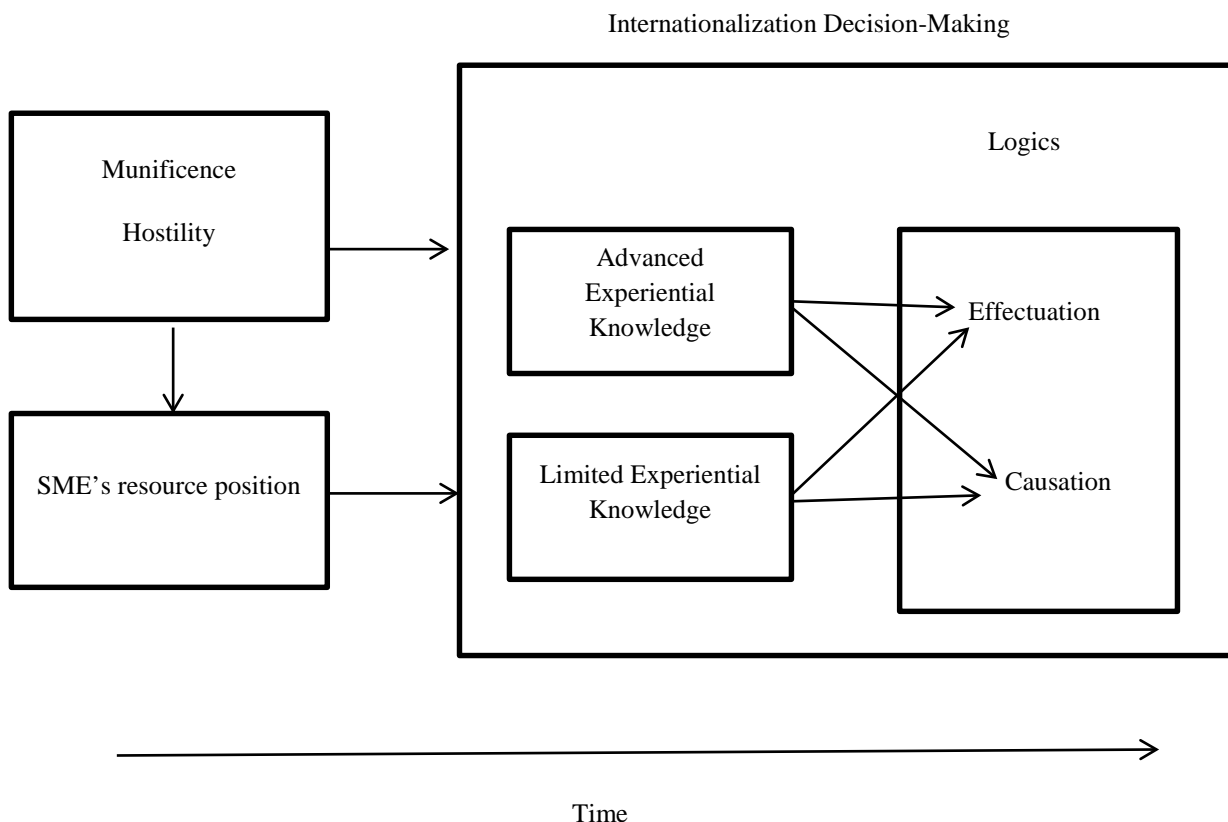 Internationalization Decision-Making
Munificence
Hostility
SME's resource position
Logics
Advanced
Experiential
Knowledge
Limited Experiential
Knowledge
Effectuation
Causation
Time